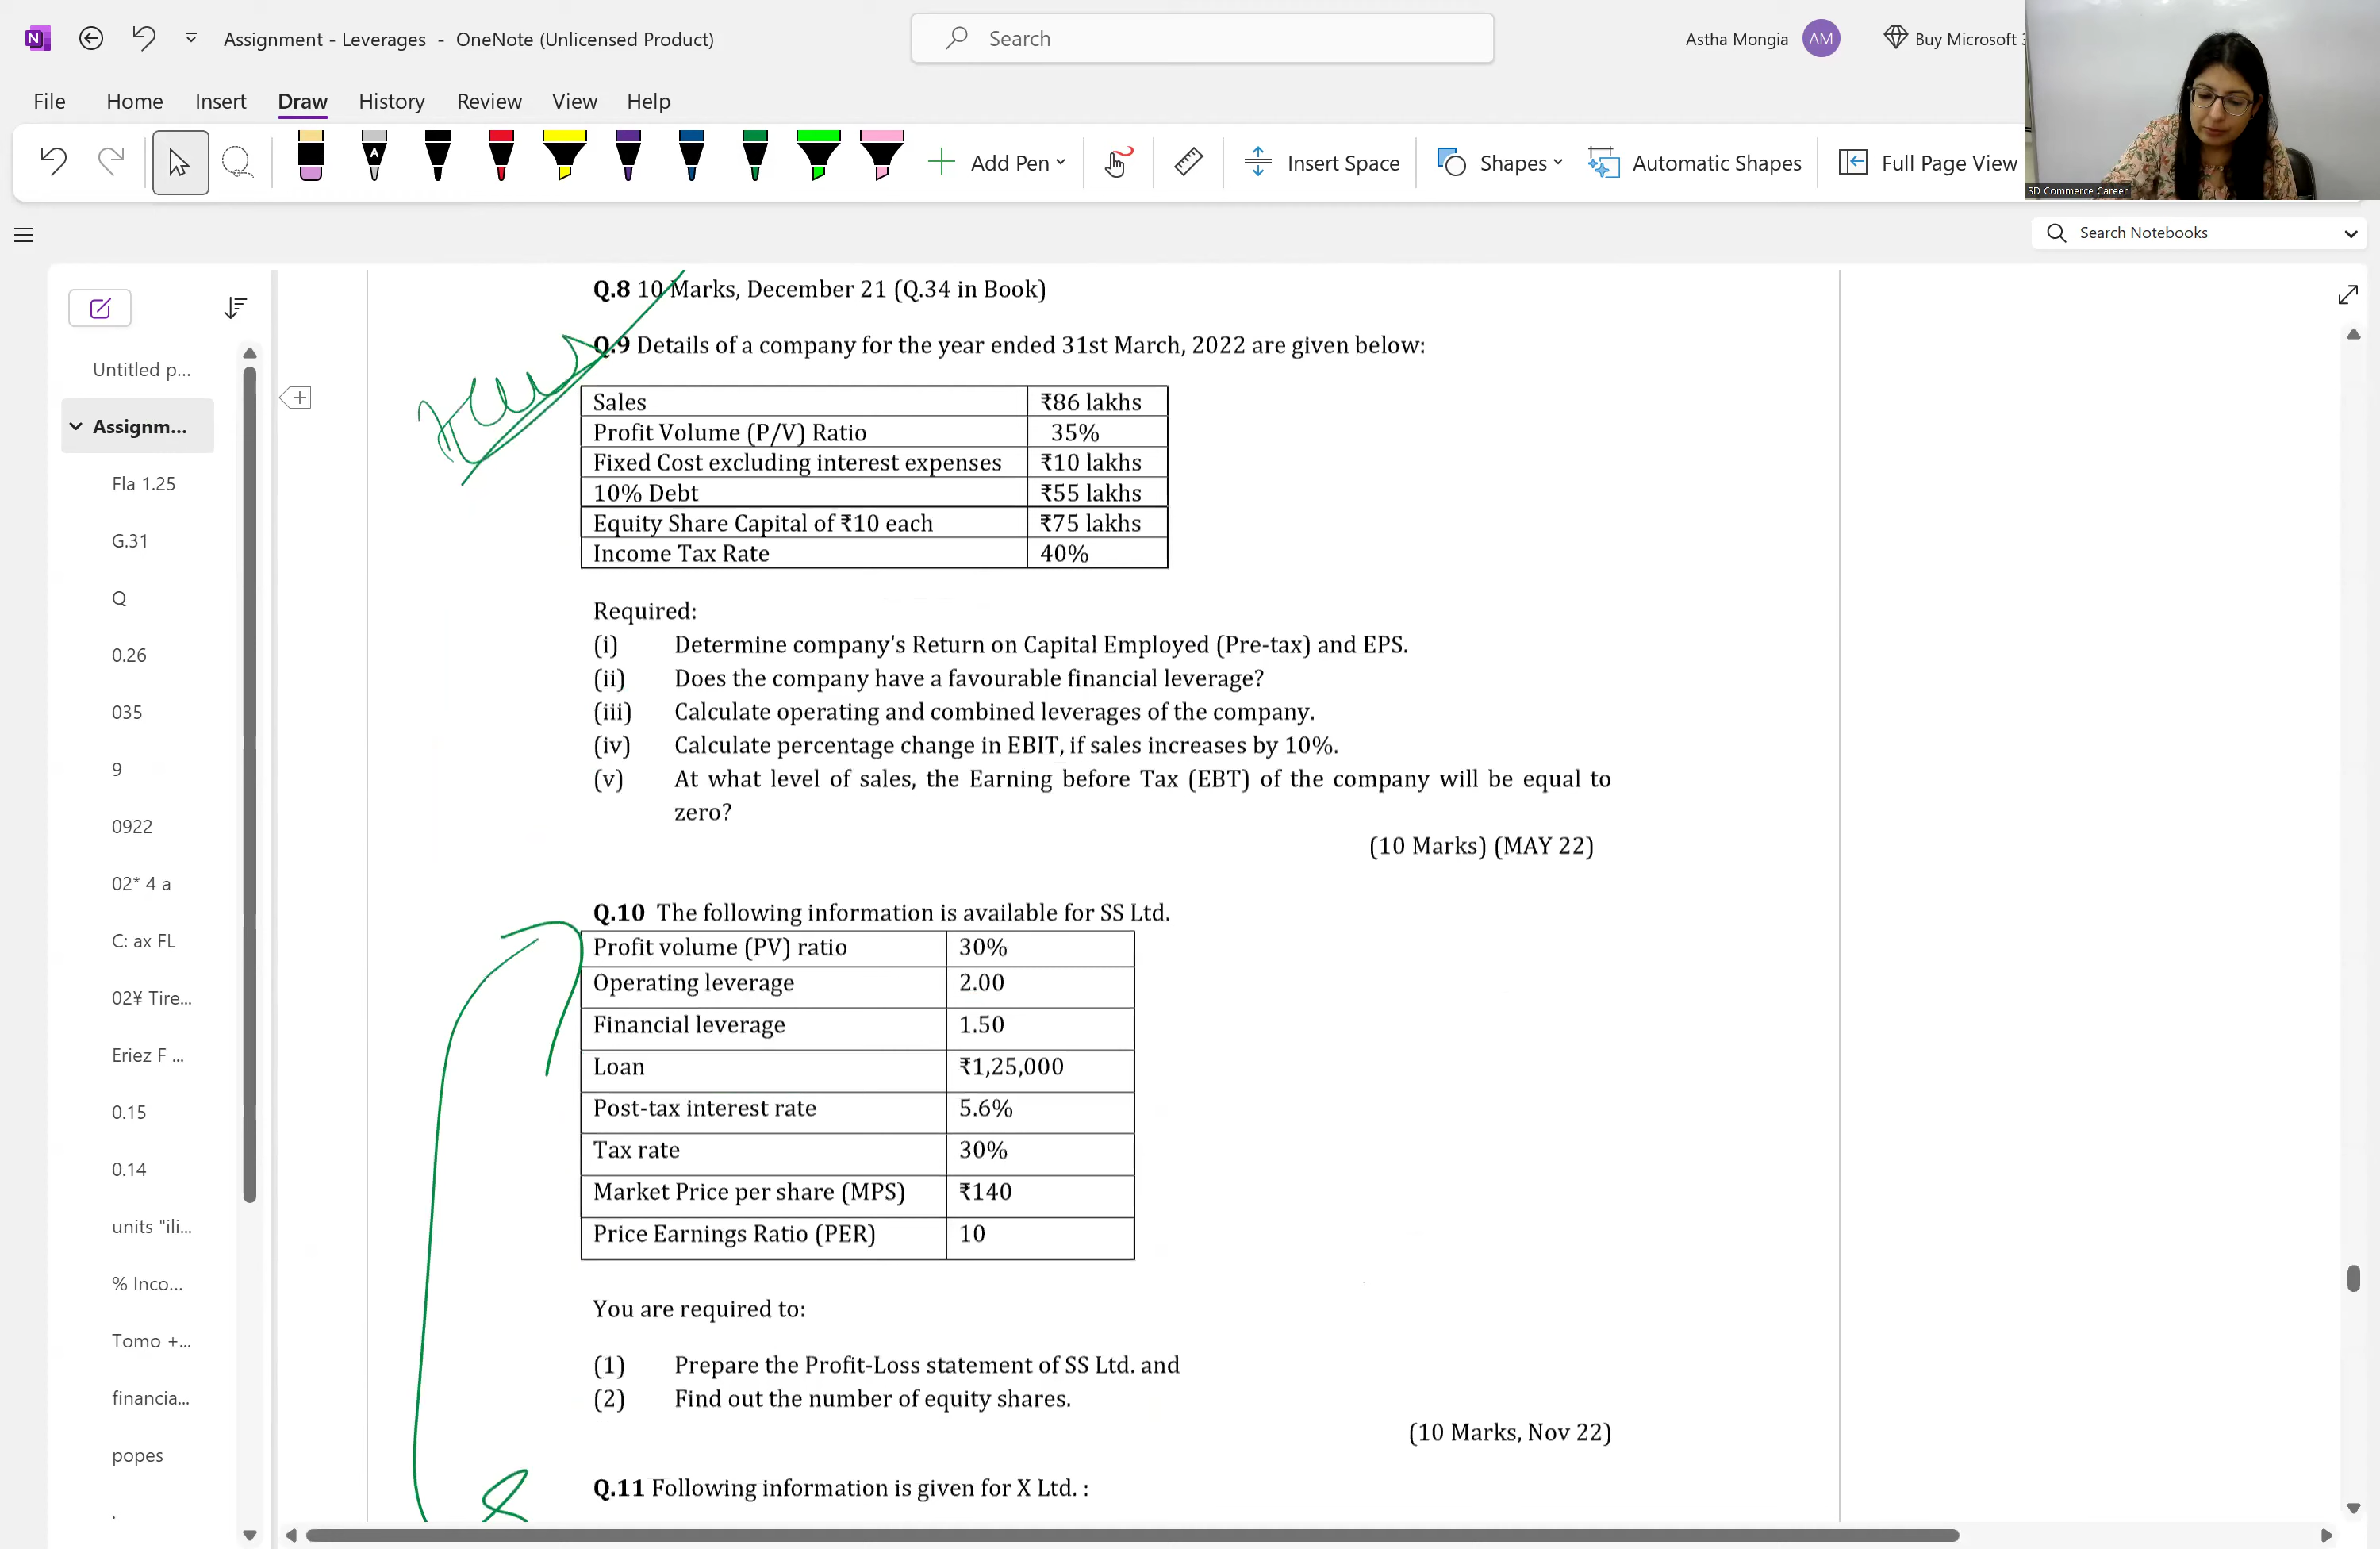 Assignment - Leverages - OneNote (Unlicensed Product)
Search
Astha Mongia AM
Buy Microsoft
File Home Insert Draw History Review View Help
Add Pen Insert Space Shapes Automatic Shapes Full Page View
SD Commerce Career
Search Notebooks
Untitled p...
Assignm...
Fla 1.25
G.31
Q
0.26
035
9
0922
02* 4 a
C: ax FL
02¥ Tire...
Eriez F ...
0.15
0.14
units "ili...
% Inco...
Tomo +...
financia...
popes
.
Q.8 10 Marks, December 21 (Q.34 in Book)
Q.9 Details of a company for the year ended 31st March, 2022 are given below:
Sales ₹86 lakhs
Profit Volume (P/V) Ratio 35%
Fixed Cost excluding interest expenses ₹10 lakhs
10% Debt ₹55 lakhs
Equity Share Capital of ₹10 each ₹75 lakhs
Income Tax Rate 40%
Required:
(i) Determine company's Return on Capital Employed (Pre-tax) and EPS.
(ii) Does the company have a favourable financial leverage?
(iii) Calculate operating and combined leverages of the company.
(iv) Calculate percentage change in EBIT, if sales increases by 10%.
(v) At what level of sales, the Earning before Tax (EBT) of the company will be equal to
zero?
(10 Marks) (MAY 22)
Q.10 The following information is available for SS Ltd.
Profit volume (PV) ratio 30%
Operating leverage 2.00
Financial leverage 1.50
Loan ₹1,25,000
Post-tax interest rate 5.6%
Tax rate 30%
Market Price per share (MPS) ₹140
Price Earnings Ratio (PER) 10
You are required to:
(1) Prepare the Profit-Loss statement of SS Ltd. and
(2) Find out the number of equity shares.
(10 Marks, Nov 22)
Q.11 Following information is given for X Ltd. :